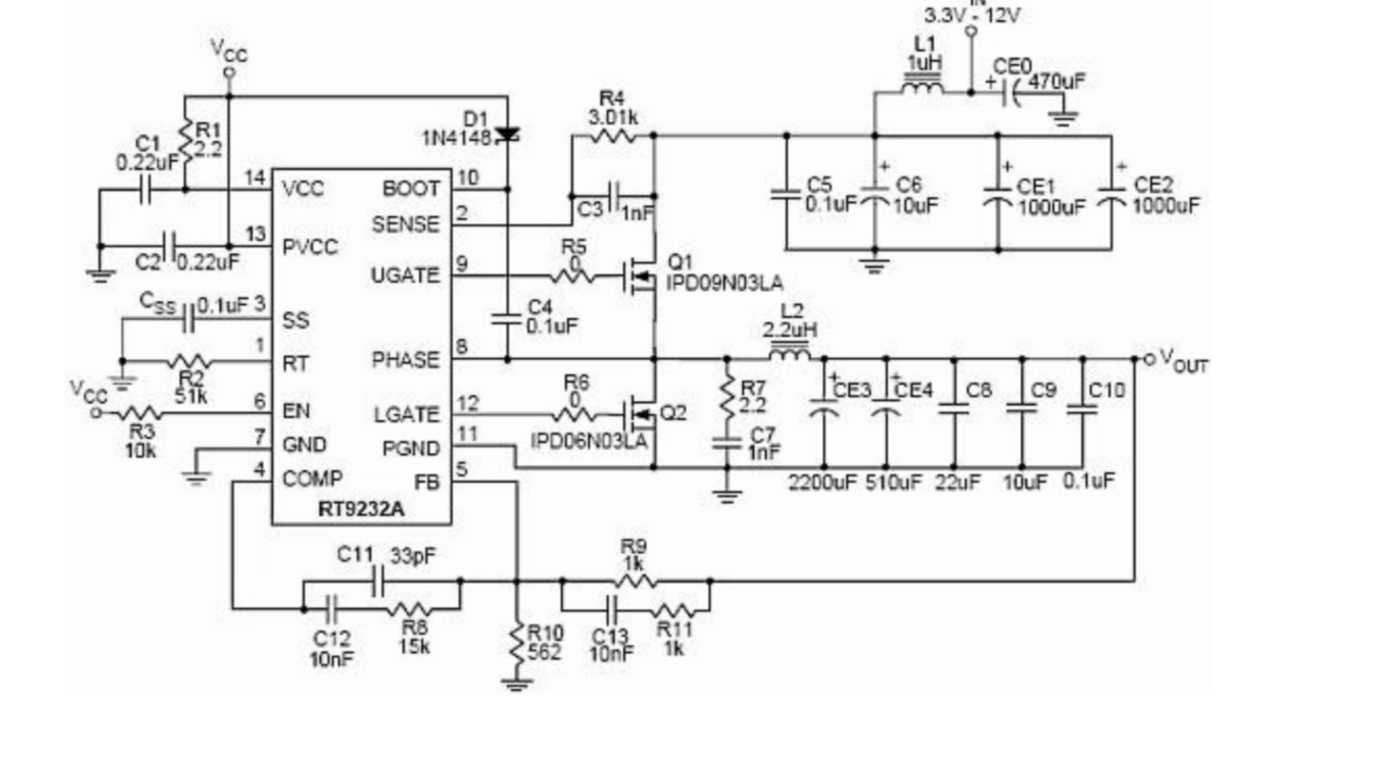 IN
3.3V - 12V
VCC
L1
1uH
CE0
+
470uF
R4
3.01k
D1
1N4148
C1
0.22uF
R1
2.2
14
VCC
BOOT
10
C3
1nF
+
C5
0.1uF
C6
10uF
+
CE1
1000uF
+
CE2
1000uF
SENSE
2
13
PVCC
C2
0.22uF
R5
0
UGATE
9
Q1
IPD09N03LA
CSS
0.1uF
3
SS
C4
0.1uF
L2
2.2uH
1
RT
PHASE
8
VOUT
R2
51k
VCC
R3
10k
6
EN
LGATE
12
R6
0
Q2
IPD06N03LA
R7
2.2
C7
1nF
+
CE3
+
CE4
C8
C9
C10
2200uF
510uF
22uF
10uF
0.1uF
7
GND
PGND
11
4
COMP
FB
5
RT9232A
C11
33pF
R9
1k
C12
10nF
R8
15k
R10
562
C13
10nF
R11
1k